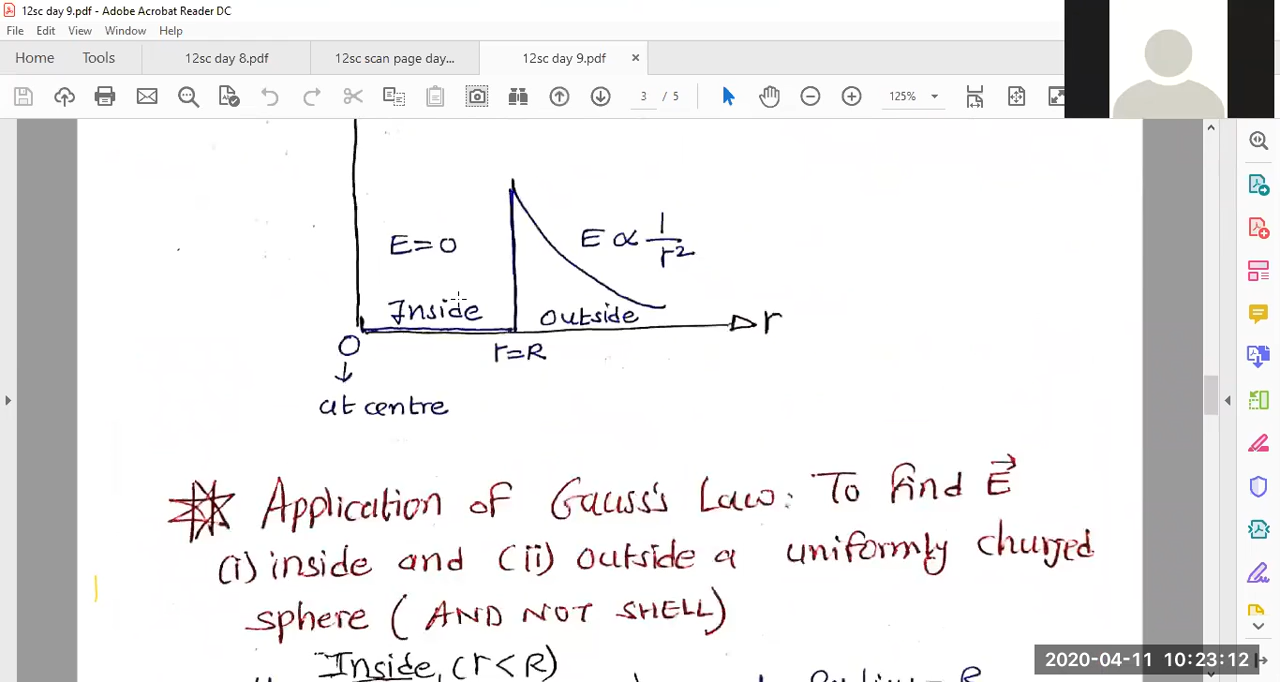 12sc day 9.pdf - Adobe Acrobat Reader DC
File Edit View Window Help
Home Tools 12sc day 8.pdf 12sc scan page day... 12sc day 9.pdf ×
3 / 5 125%
E=0
E ∝ 1/r²
Inside
outside
r
O
r=R
at centre
Application of Gauss's Law: To find E⃗
(i) inside and (ii) outside a uniformly charged
sphere (AND NOT SHELL)
Inside, (r<R)
2020-04-11 10:23:12